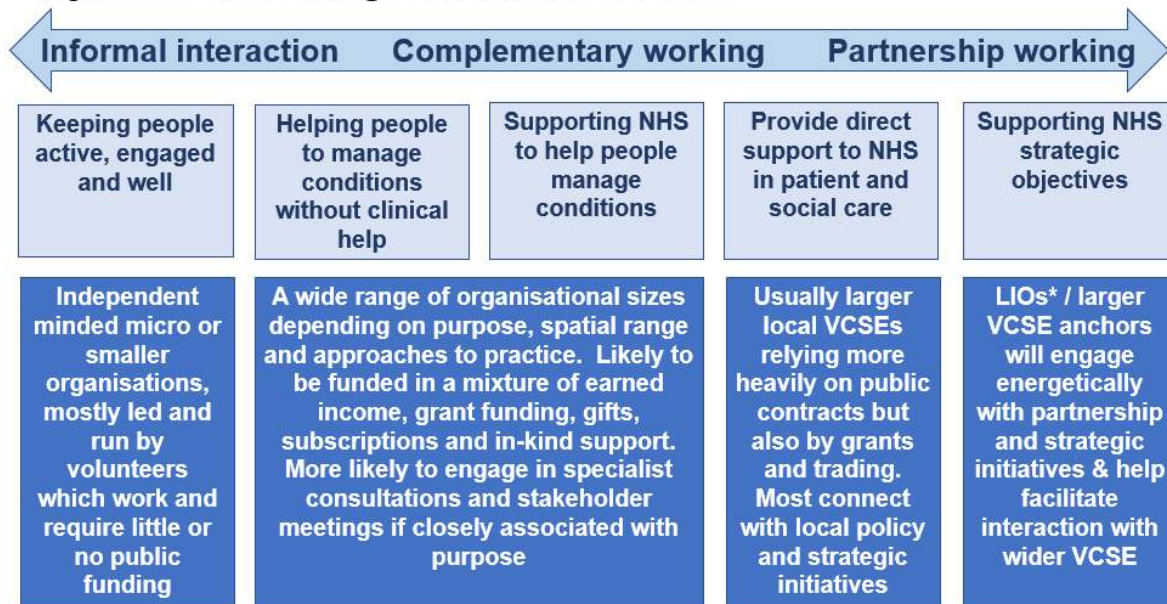 Informal interaction Complementary working Partnership working
Keeping people
active, engaged
and well
Helping people
to manage
conditions
without clinical
help
Supporting NHS
to help people
manage
conditions
Provide direct
support to NHS
in patient and
social care
Supporting NHS
strategic
objectives
Independent
minded micro or
smaller
organisations,
mostly led and
run by
volunteers
which work and
require little or
no public
funding
A wide range of organisational sizes
depending on purpose, spatial range
and approaches to practice. Likely to
be funded in a mixture of earned
income, grant funding, gifts,
subscriptions and in-kind support.
More likely to engage in specialist
consultations and stakeholder
meetings if closely associated with
purpose
Usually larger
local VCSEs
relying more
heavily on public
contracts but
also by grants
and trading.
Most connect
with local policy
and strategic
initiatives
LIOs* / larger
VCSE anchors
will engage
energetically
with partnership
and strategic
initiatives & help
facilitate
interaction with
wider VCSE